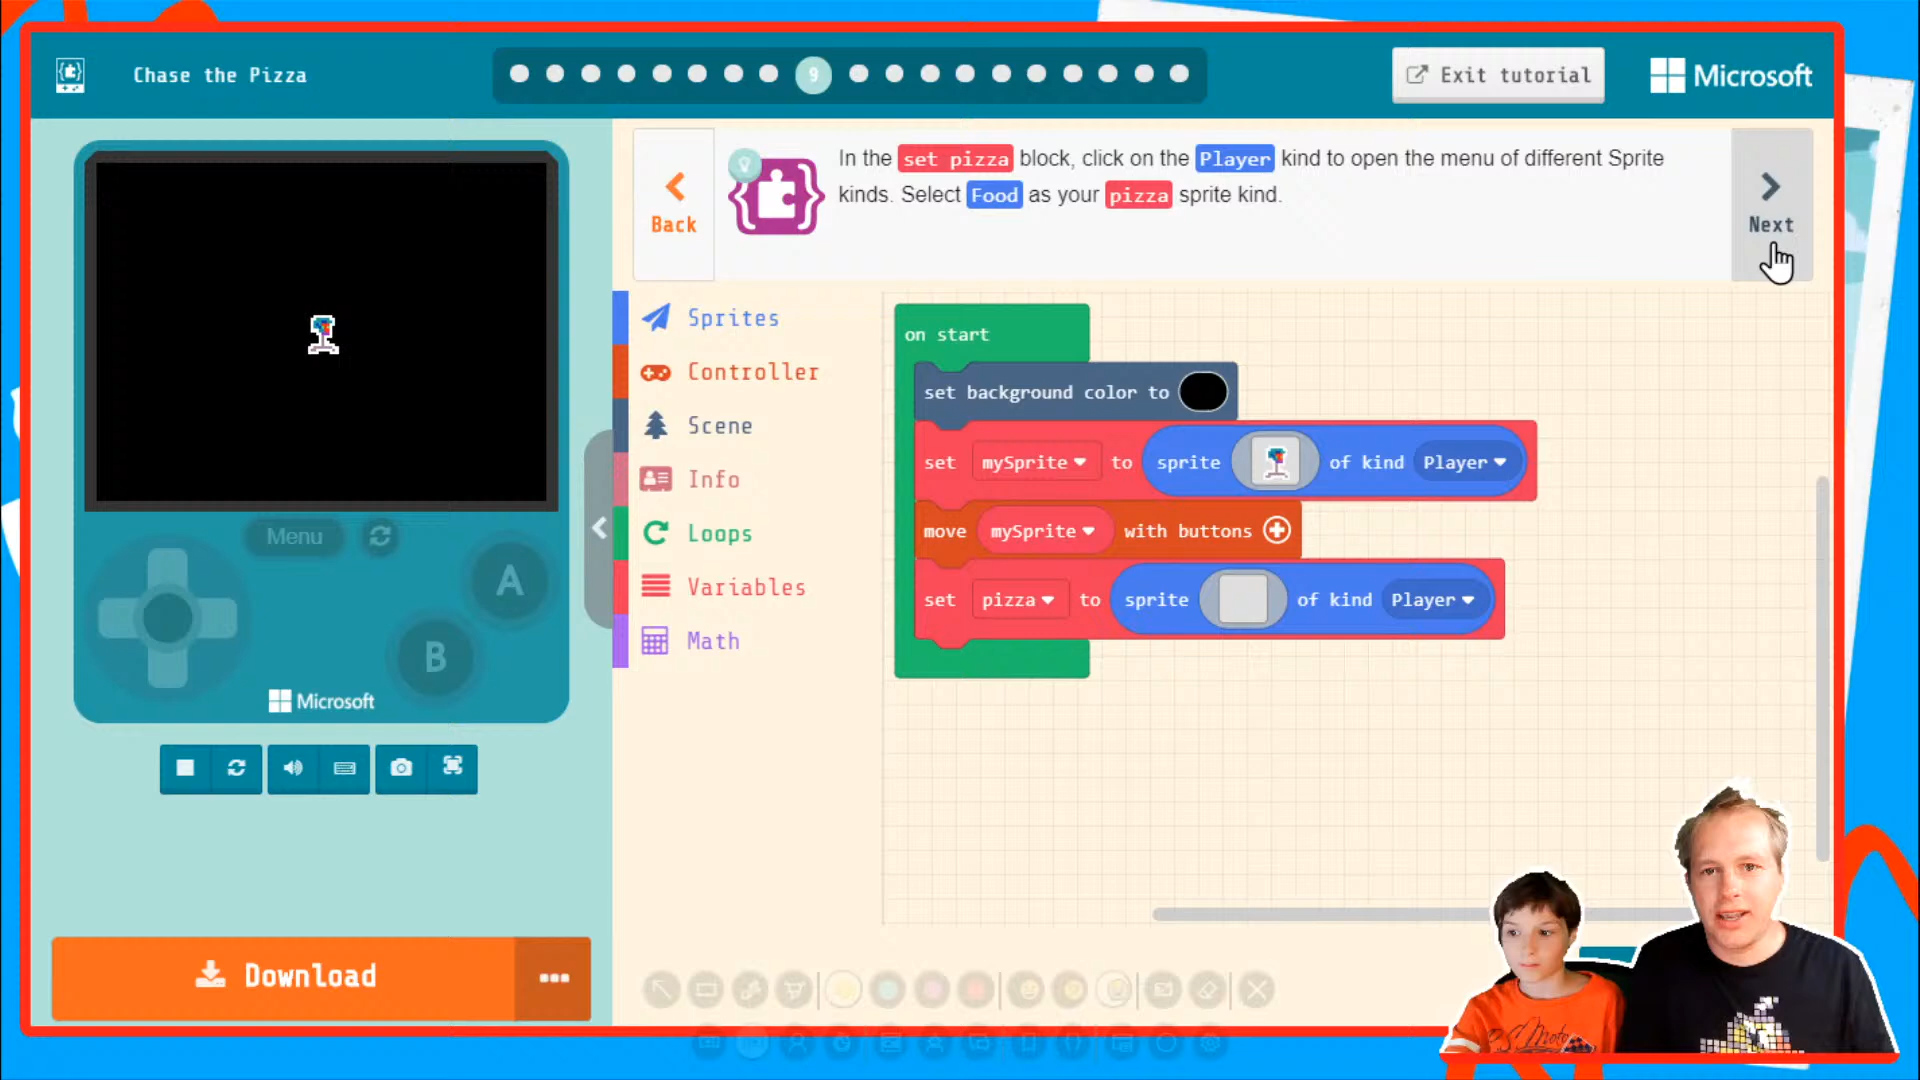 Chase the Pizza
9
Exit tutorial
Microsoft
Back
In the set pizza block, click on the Player kind to open the menu of different Sprite
kinds. Select Food as your pizza sprite kind.
Next
Sprites
Controller
Scene
Info
Loops
Variables
Math
on start
set background color to
set mySprite to sprite of kind Player
move mySprite with buttons
set pizza to sprite of kind Player
Menu
A
B
Microsoft
Download